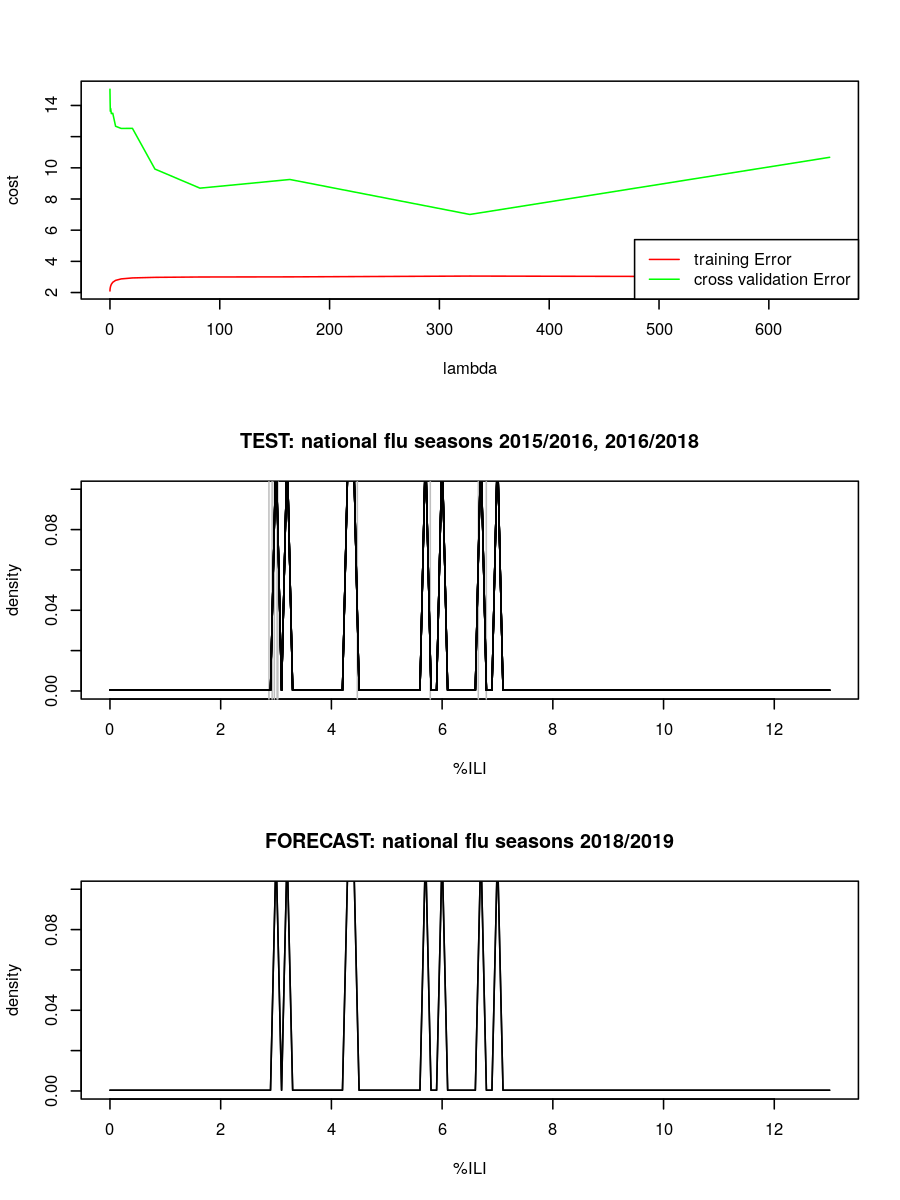 14
10
8
6
4
2
cost
training Error
cross validation Error
0 100 200 300 400 500 600
lambda
TEST: national flu seasons 2015/2016, 2016/2018
0.08
0.04
0.00
density
0 2 4 6 8 10 12
%ILI
FORECAST: national flu seasons 2018/2019
0.08
0.04
0.00
density
0 2 4 6 8 10 12
%ILI